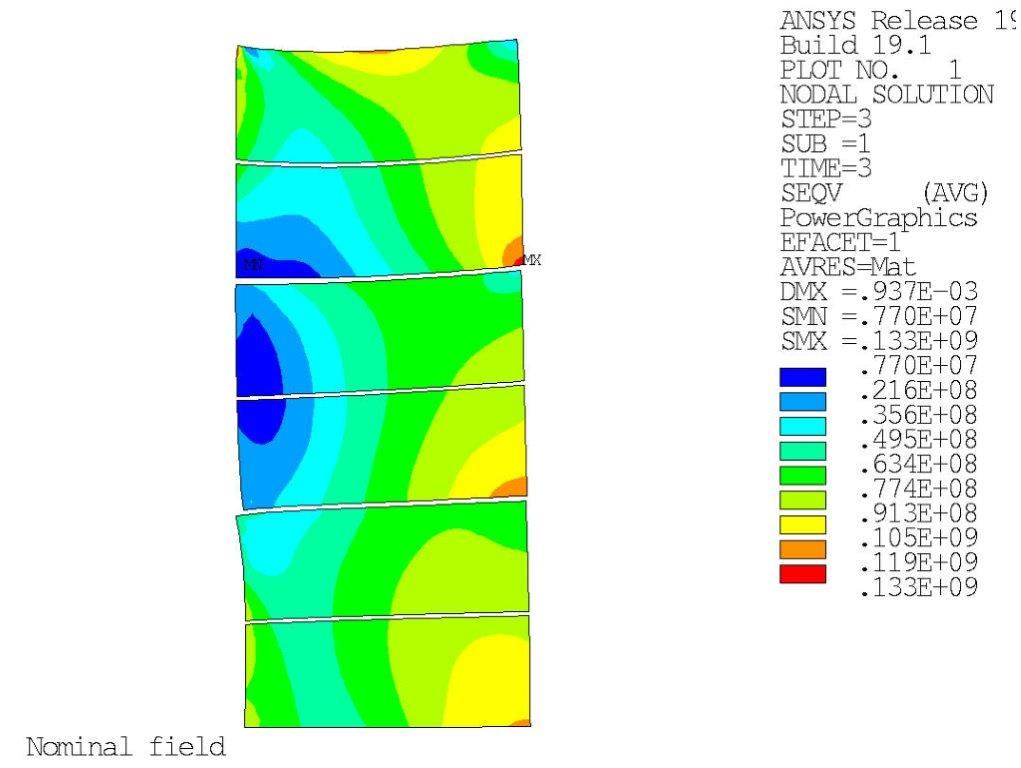 ANSYS Release 19
Build 19.1
PLOT NO. 1
NODAL SOLUTION
STEP=3
SUB =1
TIME=3
SEQV (AVG)
PowerGraphics
EFACET=1
AVRES=Mat
DMX =.937E-03
SMN =.770E+07
SMX =.133E+09
.770E+07
.216E+08
.356E+08
.495E+08
.634E+08
.774E+08
.913E+08
.105E+09
.119E+09
.133E+09
MN
MX
Nominal field